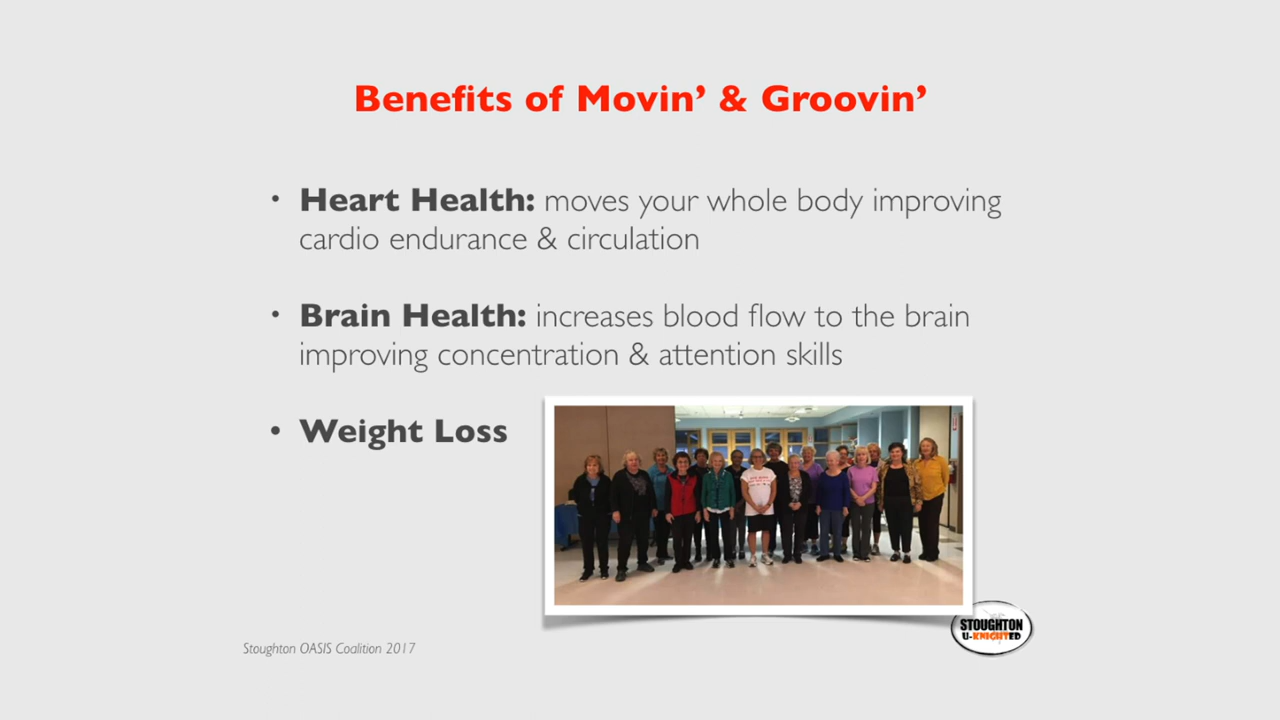 Benefits of Movin’ & Groovin’
• Heart Health: moves your whole body improving
cardio endurance & circulation
• Brain Health: increases blood flow to the brain
improving concentration & attention skills
• Weight Loss
STOUGHTON
U-KNIGHTED
Stoughton OASIS Coalition 2017